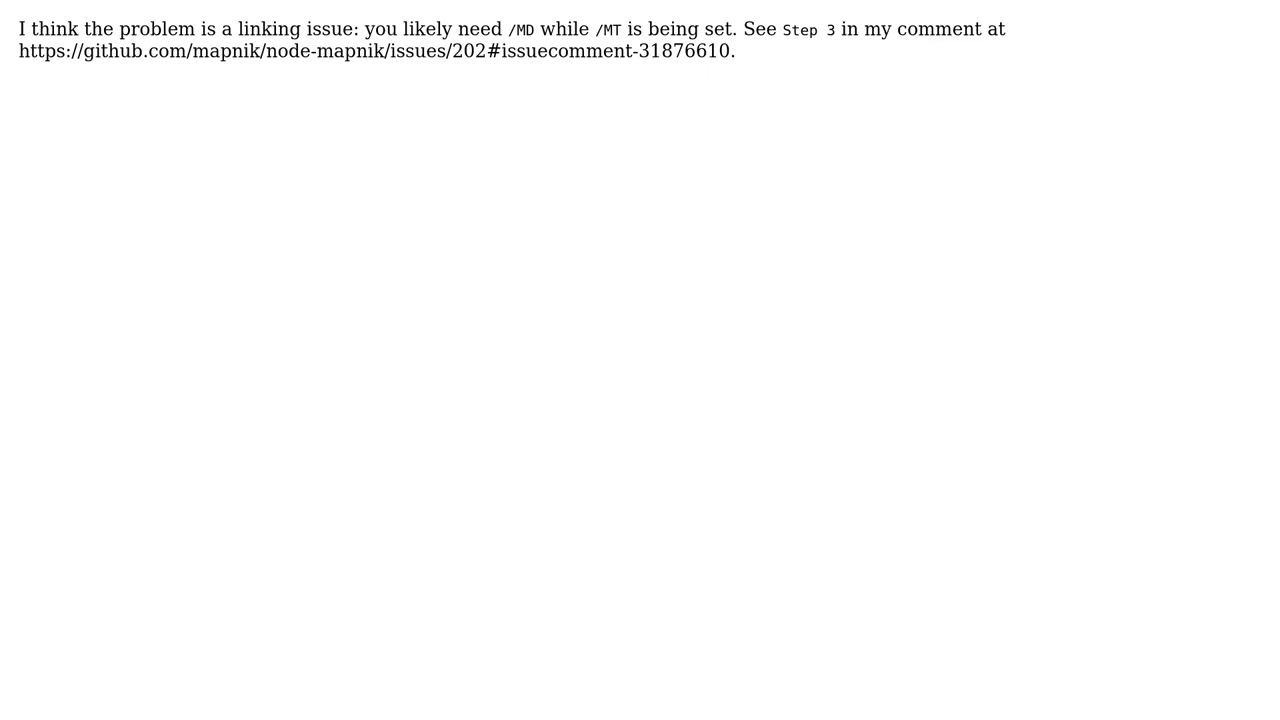 I think the problem is a linking issue: you likely need /MD while /MT is being set. See Step 3 in my comment at
https://github.com/mapnik/node-mapnik/issues/202#issuecomment-31876610.